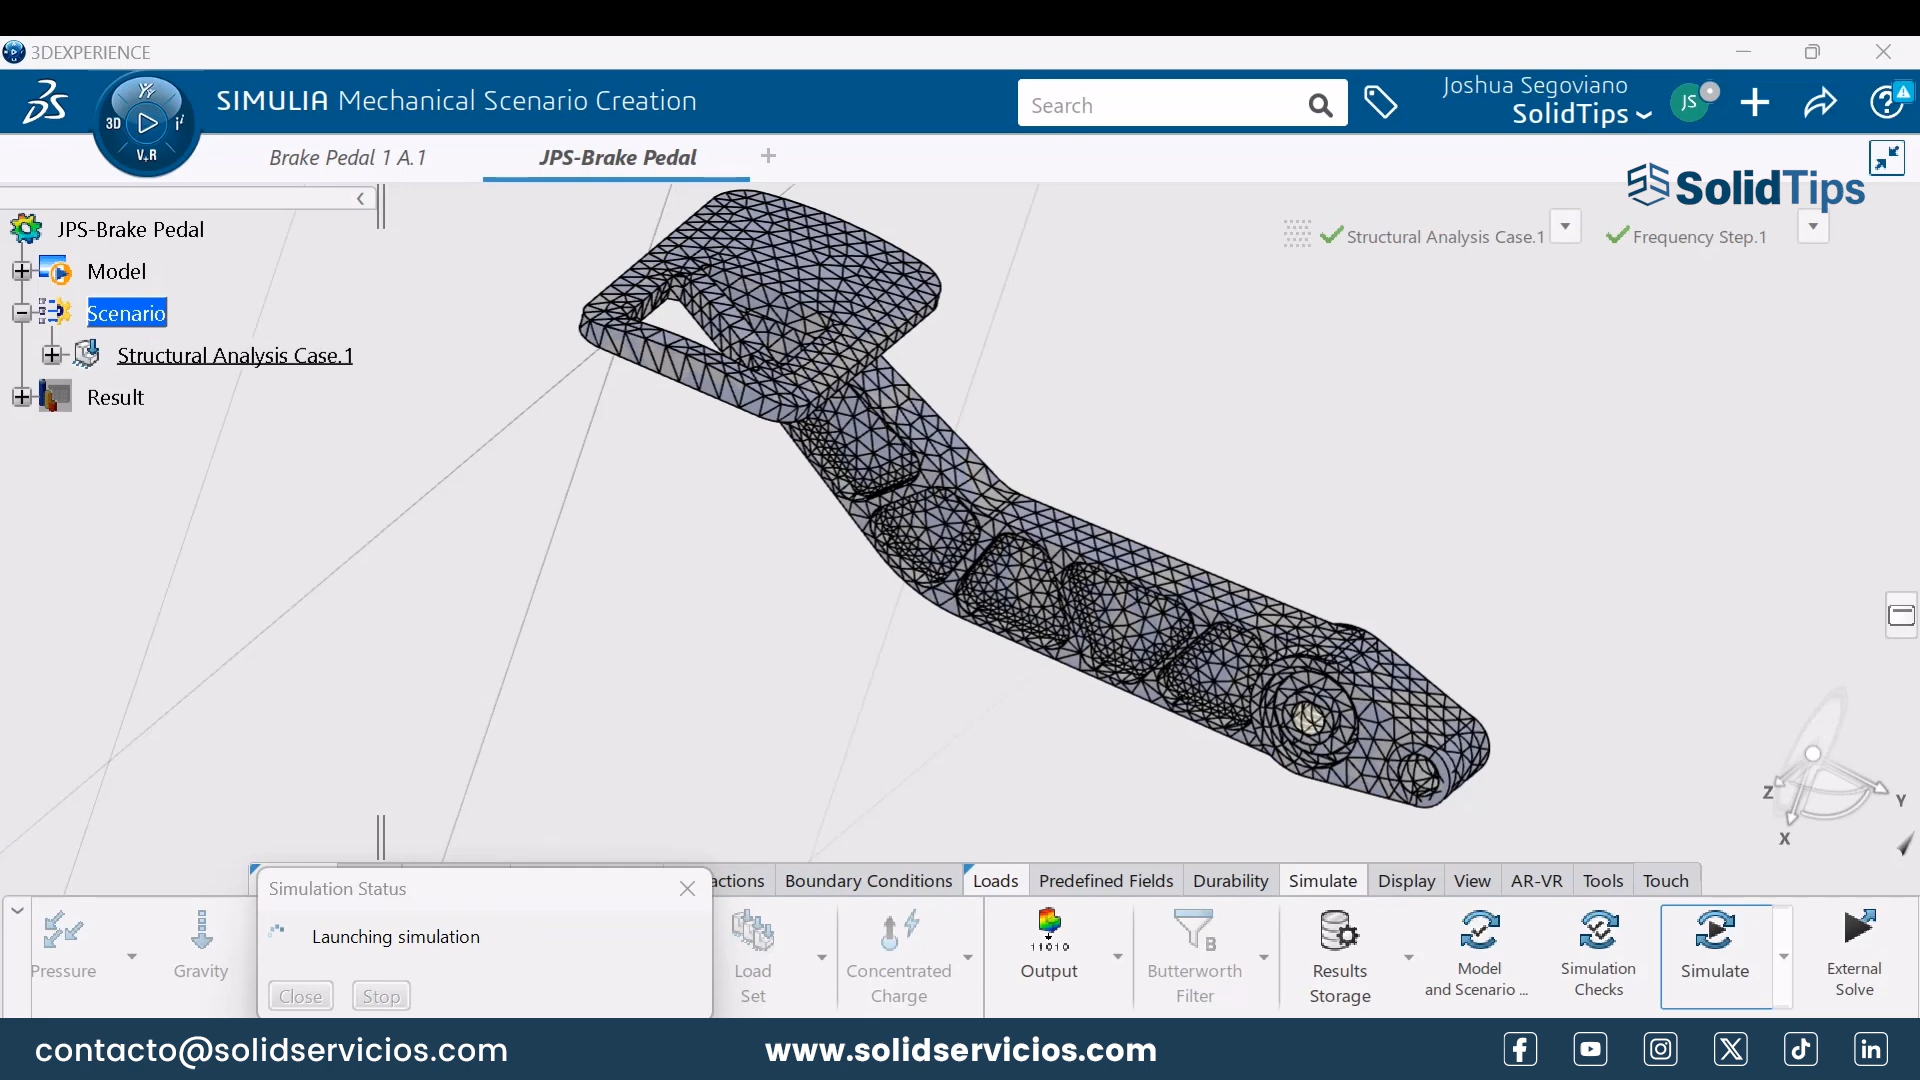 3DEXPERIENCE
SIMULIA Mechanical Scenario Creation
Search
Joshua Segoviano
SolidTips
JS
3D
V.R
Brake Pedal 1 A.1
JPS-Brake Pedal
SolidTips
JPS-Brake Pedal
Model
Scenario
Structural Analysis Case.1
Result
Structural Analysis Case.1
Frequency Step.1
Z
Y
X
Simulation Status
Launching simulation
Close
Stop
actions
Boundary Conditions
Loads
Predefined Fields
Durability
Simulate
Display
View
AR-VR
Tools
Touch
Pressure
Gravity
Load
Set
Concentrated
Charge
11010
Output
B
Butterworth
Filter
Results
Storage
Model
and Scenario ...
Simulation
Checks
Simulate
External
Solve
contacto@solidservicios.com
www.solidservicios.com